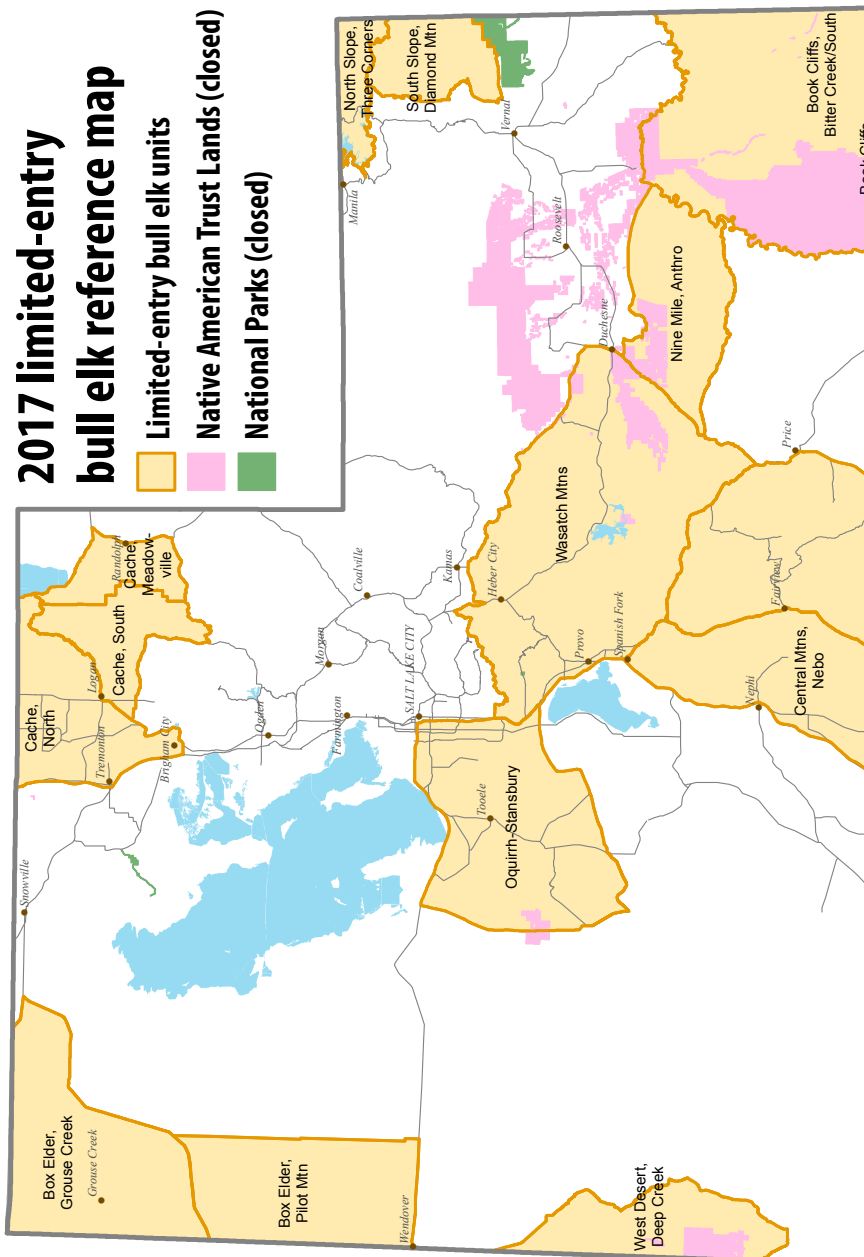 2017 limited-entry
bull elk reference map
Limited-entry bull elk units
Native American Trust Lands (closed)
National Parks (closed)
Snowville
Box Elder,
Grouse Creek
Grouse Creek
Box Elder,
Pilot Mtn
Wendover
West Desert,
Deep Creek
Cache,
North
Tremonton
Logan
Brigham City
Cache, South
Randolph
Cache,
Meadow-
ville
Ogden
Morgan
Coalville
Farmington
SALT LAKE CITY
Kamas
Tooele
Oquirrh-Stansbury
Heber City
Wasatch Mtns
Provo
Spanish Fork
Nephi
Central Mtns,
Nebo
Fairview
Price
Manila
North Slope,
Three Corners
South Slope,
Diamond Mtn
Vernal
Roosevelt
Duchesne
Nine Mile, Anthro
Book Cliffs,
Bitter Creek/South
Book Cliffs